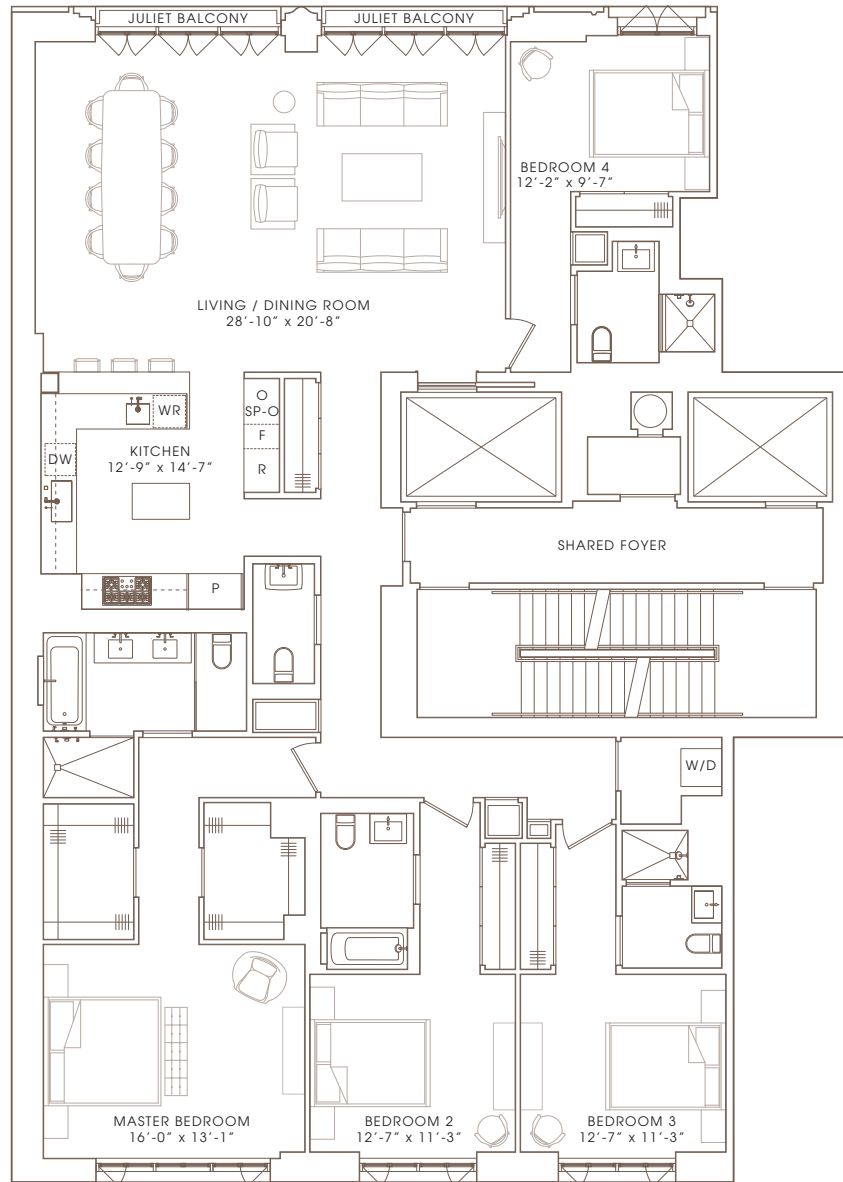 JULIET BALCONY
JULIET BALCONY
BEDROOM 4
12’-2” x 9’-7”
LIVING / DINING ROOM
28’-10” x 20’-8”
O
SP-O
F
R
WR
KITCHEN
12’-9” x 14’-7”
DW
P
SHARED FOYER
W/D
MASTER BEDROOM
16’-0” x 13’-1”
BEDROOM 2
12’-7” x 11’-3”
BEDROOM 3
12’-7” x 11’-3”